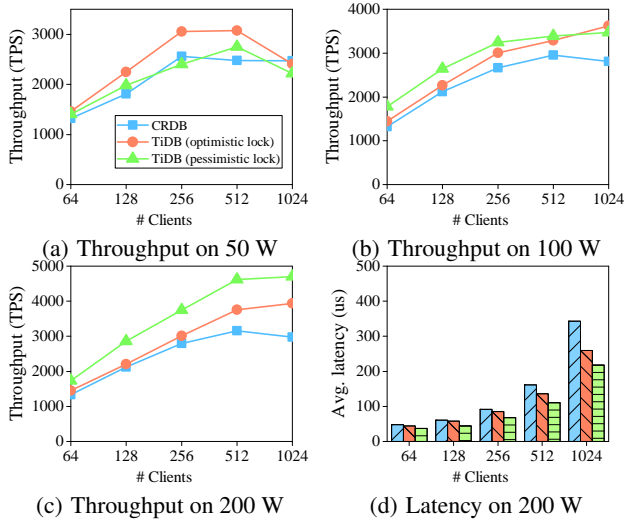 3000
2000
1000
0
Throughput (TPS)
CRDB
TiDB (optimistic lock)
TiDB (pessimistic lock)
64 128 256 512 1024
# Clients
(a) Throughput on 50 W
4000
3000
2000
1000
0
Throughput (TPS)
64 128 256 512 1024
# Clients
(b) Throughput on 100 W
5000
4000
3000
2000
1000
0
Throughput (TPS)
64 128 256 512 1024
# Clients
(c) Throughput on 200 W
500
400
300
200
100
0
Avg. latency (us)
64 128 256 512 1024
# Clients
(d) Latency on 200 W